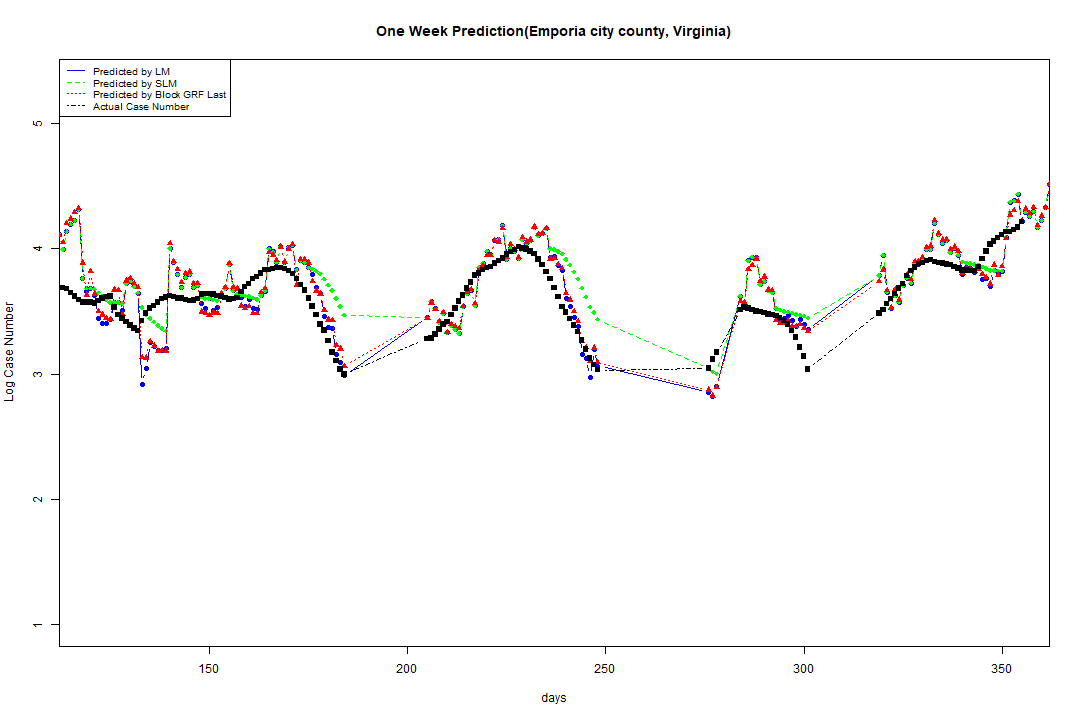 One Week Prediction(Emporia city county, Virginia)
Predicted by LM
Predicted by SLM
Predicted by Block GRF Last
Actual Case Number
5
4
3
2
1
Log Case Number
150 200 250 300 350
days